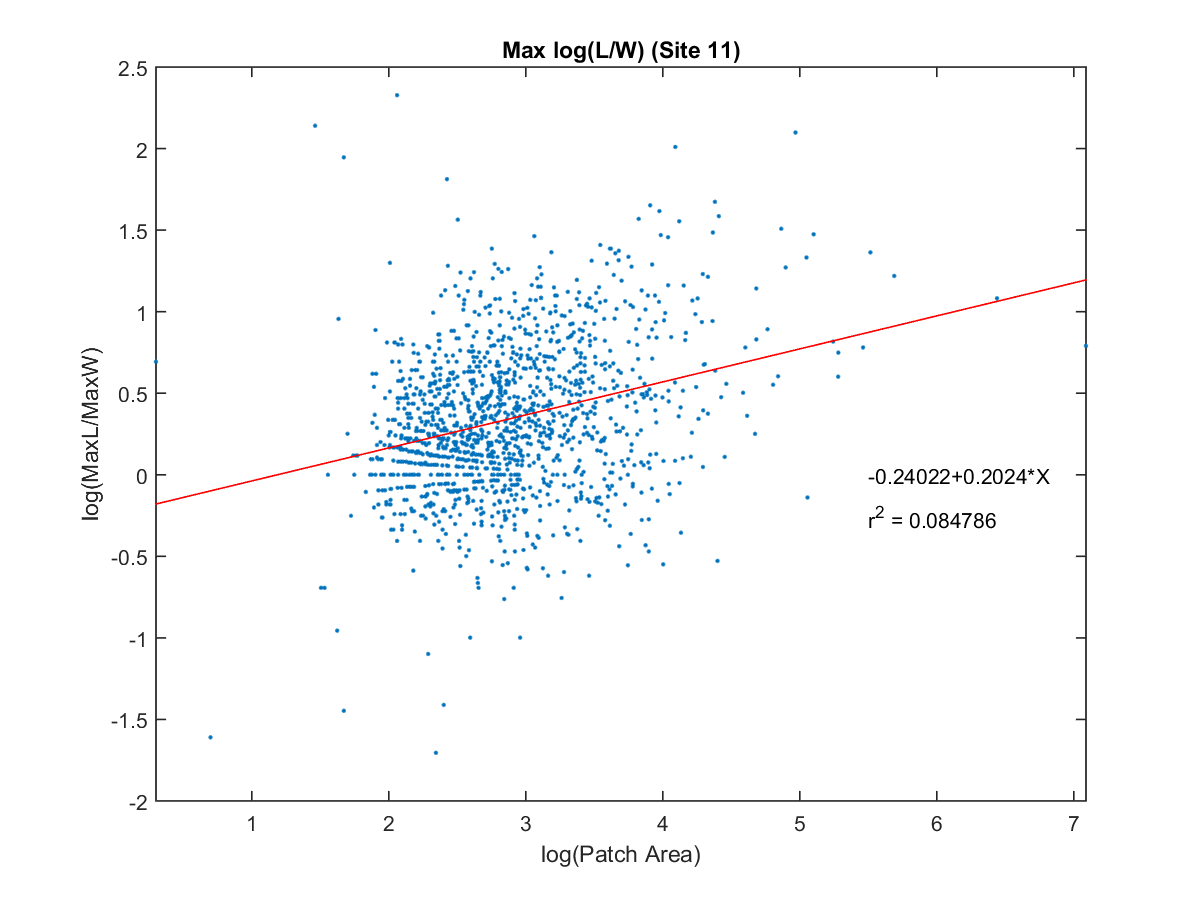 Max log(L/W) (Site 11)
2.5
2
1.5
1
0.5
0
-0.5
-1
-1.5
-2
log(MaxL/MaxW)
-0.24022+0.2024*X
r2 = 0.084786
1 2 3 4 5 6 7
log(Patch Area)